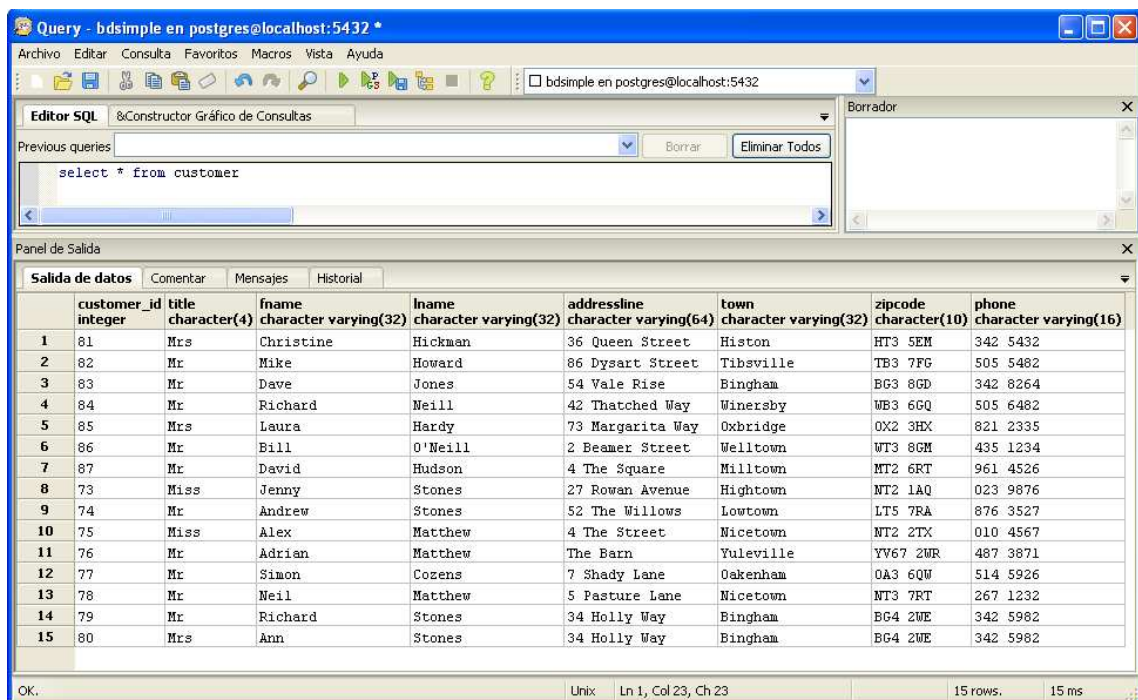 Query - bdsimple en postgres@localhost:5432 *
Archivo Editar Consulta Favoritos Macros Vista Ayuda
bdsimple en postgres@localhost:5432
Editor SQL &Constructor Gráfico de Consultas
Borrador
Previous queries Borrar Eliminar Todos
select * from customer
Panel de Salida
Salida de datos Comentar Mensajes Historial
customer_id title fname lname addressline town zipcode phone
integer character(4) character varying(32) character varying(32) character varying(64) character varying(32) character(10) character varying(16)
1 81 Mrs Christine Hickman 36 Queen Street Histon HT3 5EM 342 5432
2 82 Mr Mike Howard 86 Dysart Street Tibsville TB3 7FG 505 5482
3 83 Mr Dave Jones 54 Vale Rise Bingham BG3 8GD 342 8264
4 84 Mr Richard Neill 42 Thatched Way Winersby WB3 6GQ 505 6482
5 85 Mrs Laura Hardy 73 Margarita Way Oxbridge OX2 3HX 821 2335
6 86 Mr Bill O'Neill 2 Beamer Street Welltown WT3 8GM 435 1234
7 87 Mr David Hudson 4 The Square Milltown MT2 6RT 961 4526
8 73 Miss Jenny Stones 27 Rowan Avenue Hightown NT2 1AQ 023 9876
9 74 Mr Andrew Stones 52 The Willows Lowtown LT5 7RA 876 3527
10 75 Miss Alex Matthew 4 The Street Nicetown NT2 2TX 010 4567
11 76 Mr Adrian Matthew The Barn Yuleville YV67 2WR 487 3871
12 77 Mr Simon Cozens 7 Shady Lane Oakenham OA3 6QW 514 5926
13 78 Mr Neil Matthew 5 Pasture Lane Nicetown NT3 7RT 267 1232
14 79 Mr Richard Stones 34 Holly Way Bingham BG4 2WE 342 5982
15 80 Mrs Ann Stones 34 Holly Way Bingham BG4 2WE 342 5982
OK. Unix Ln 1, Col 23, Ch 23 15 rows. 15 ms